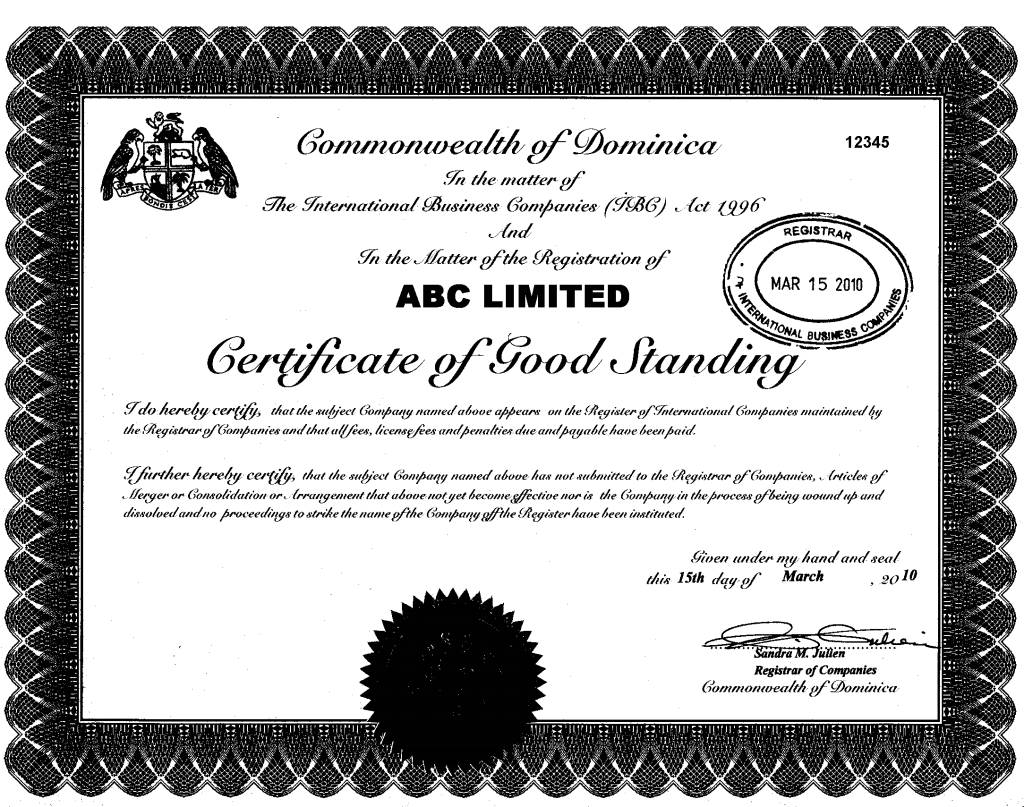 Commonwealth of Dominica
12345
In the matter of
The International Business Companies (IBC) Act 1996
And
In the Matter of the Registration of
ABC LIMITED
REGISTRAR
MAR 15 2010
INTERNATIONAL BUSINESS COMPANIES
Certificate of Good Standing
I do hereby certify, that the subject Company named above appears on the Register of International Companies maintained by
the Registrar of Companies and that all fees, license fees and penalties due and payable have been paid.
I further hereby certify, that the subject Company named above has not submitted to the Registrar of Companies, Articles of
Merger or Consolidation or Arrangement that above not yet become effective nor is the Company in the process of being wound up and
dissolved and no proceedings to strike the name of the Company off the Register have been instituted.
Given under my hand and seal
this 15th day of March , 2010
Sandra M. Julien
Registrar of Companies
Commonwealth of Dominica